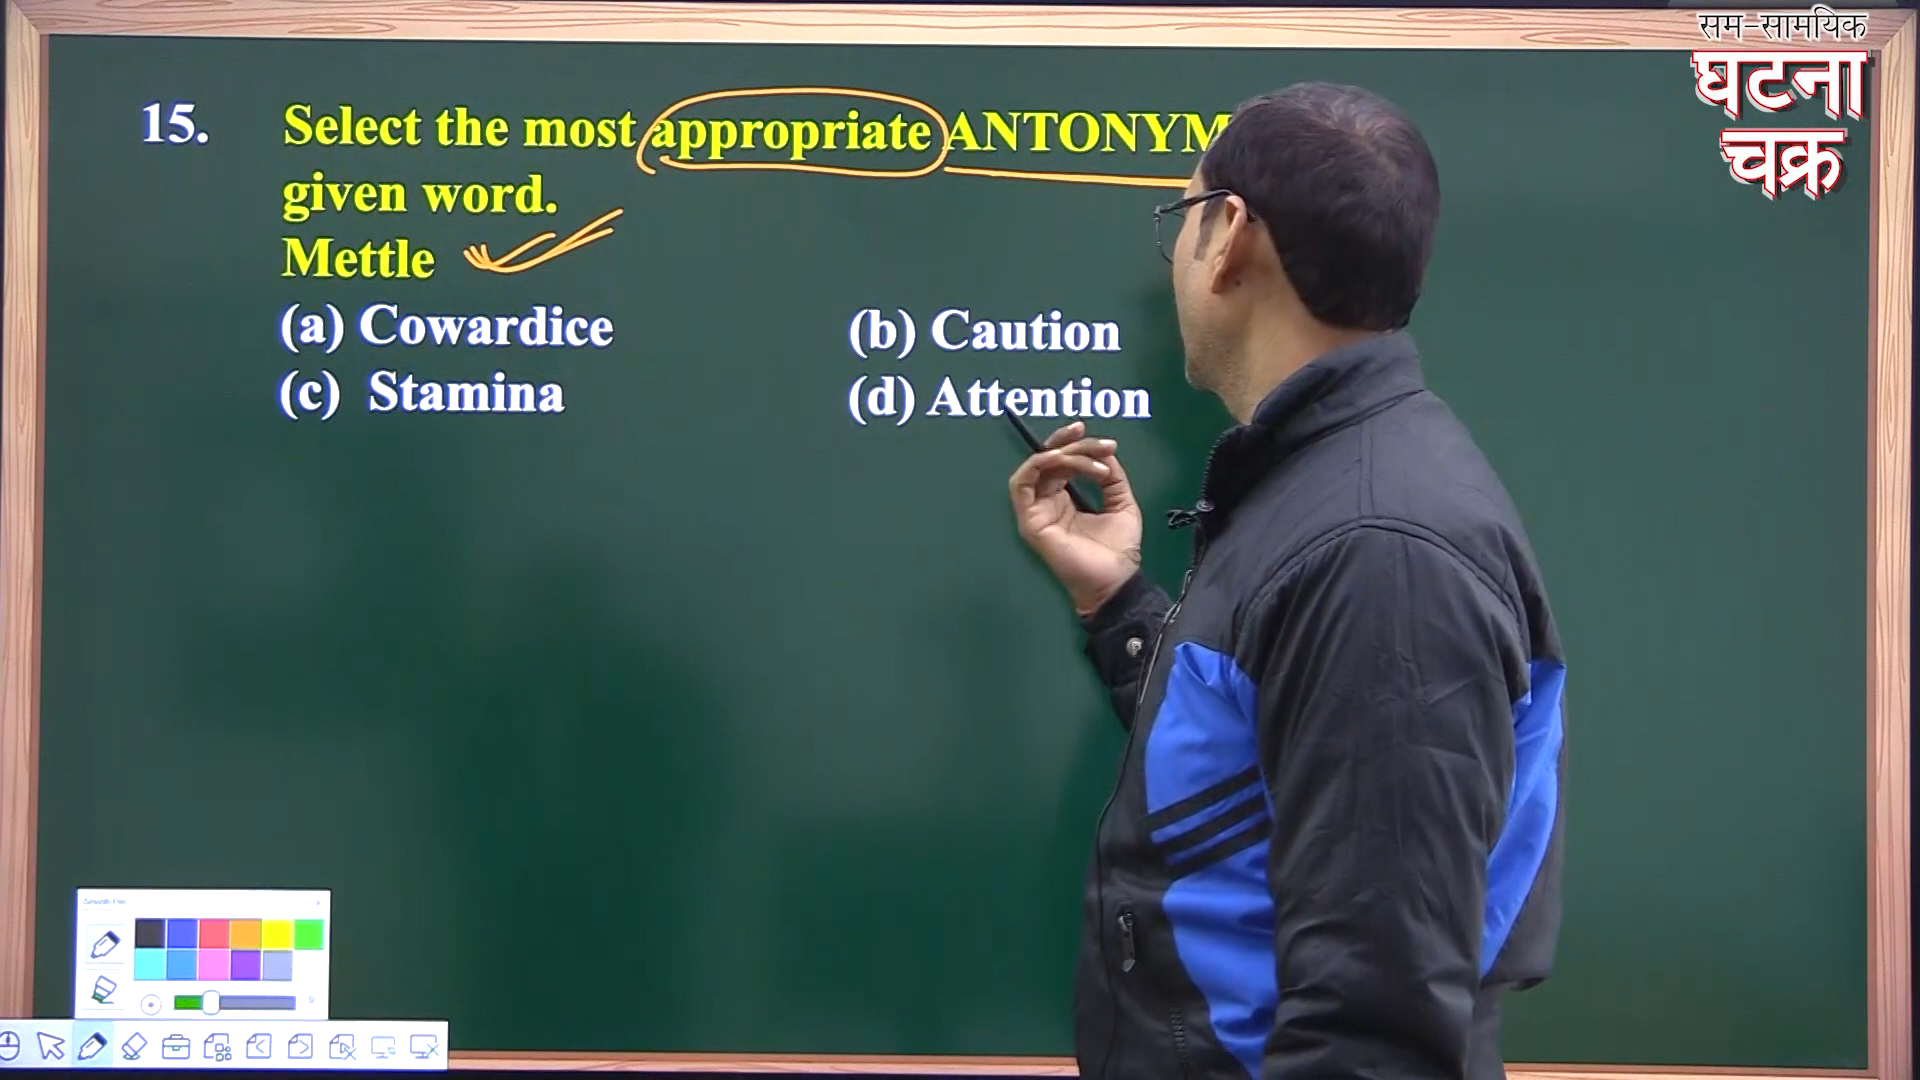 सम-सामयिक
घटना
चक्र
15. Select the most appropriate ANTONYM
given word.
Mettle
(a) Cowardice (b) Caution
(c) Stamina (d) Attention